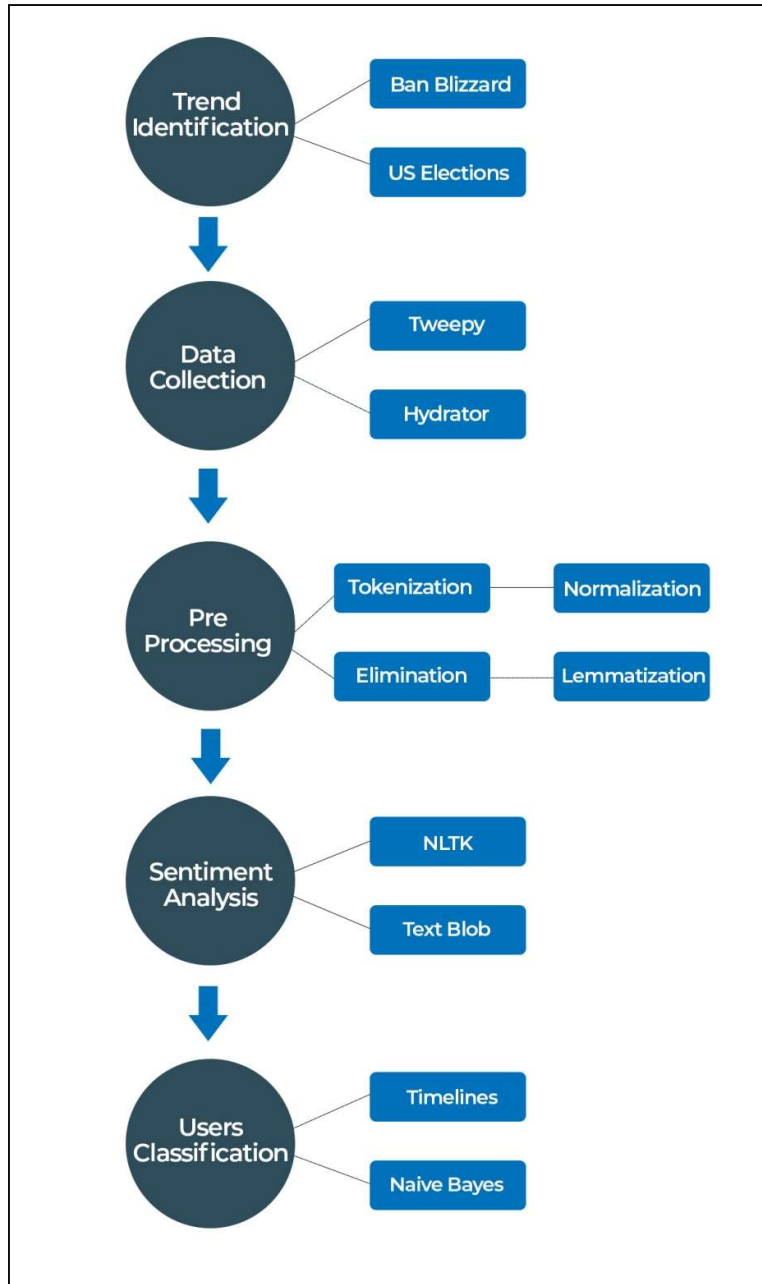 Trend
Identification
Ban Blizzard
US Elections
Data
Collection
Tweepy
Hydrator
Pre
Processing
Tokenization
Normalization
Elimination
Lemmatization
Sentiment
Analysis
NLTK
Text Blob
Users
Classification
Timelines
Naive Bayes